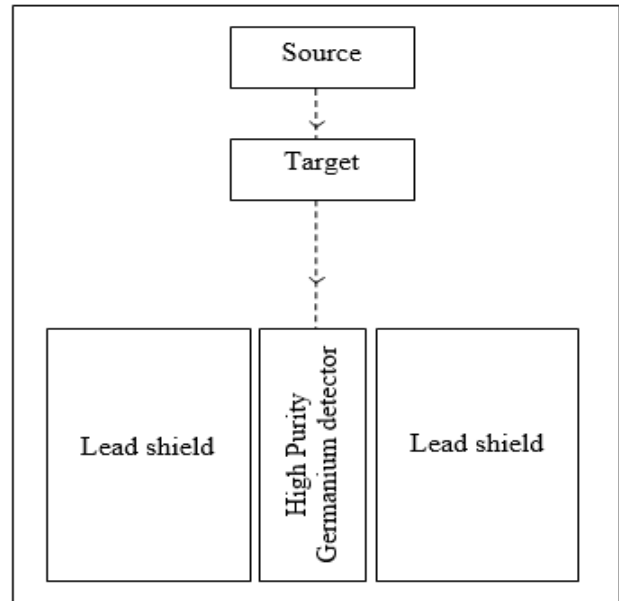 Source
Target
Lead shield
High Purity
Germanium detector
Lead shield